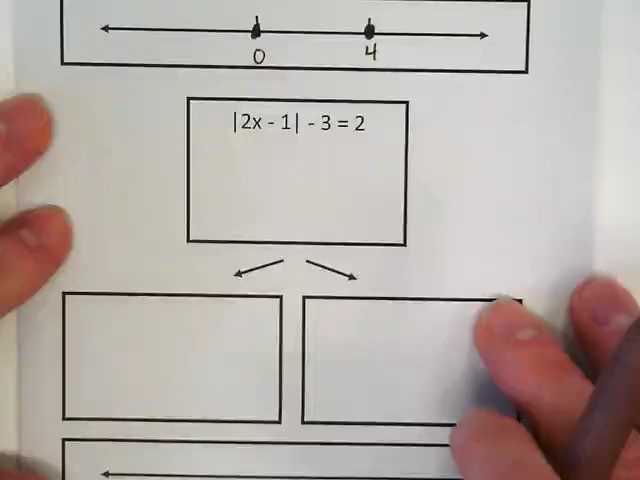 0 4
|2x - 1| - 3 = 2